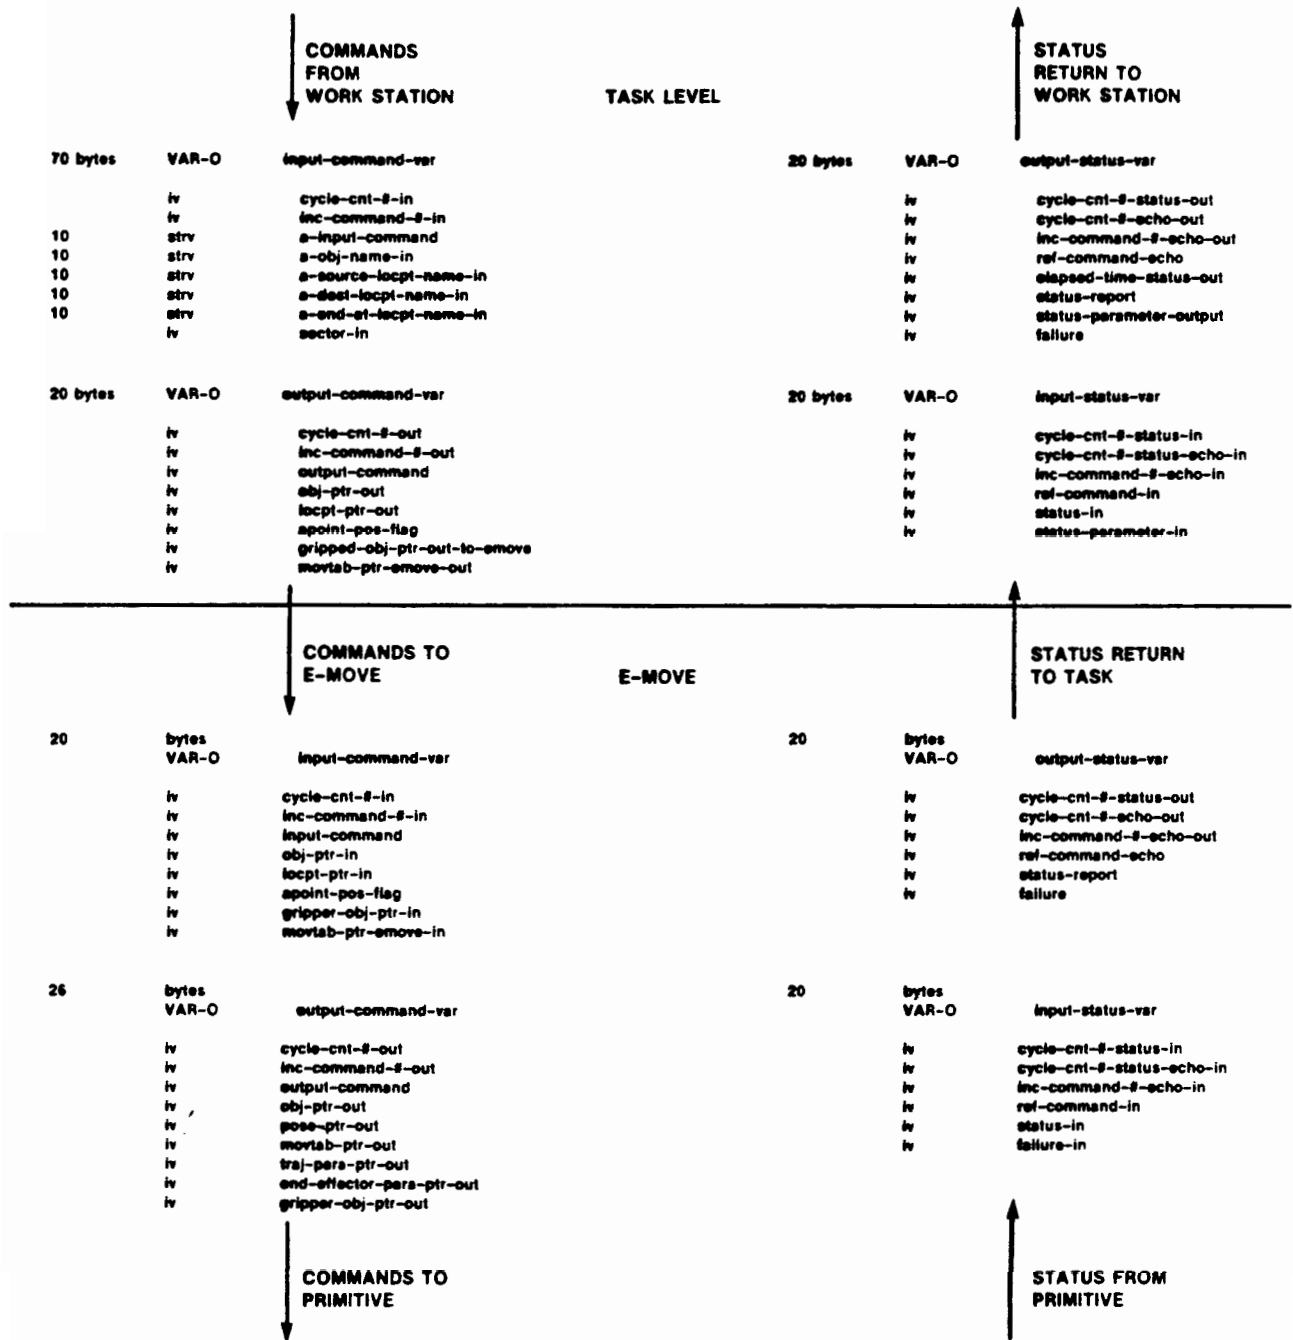 COMMANDS
FROM
WORK STATION
TASK LEVEL
STATUS
RETURN TO
WORK STATION
70 bytes VAR-O input-command-var
iv cycle-cnt-#-in
iv inc-command-#-in
10 strv a-input-command
10 strv a-obj-name-in
10 strv a-source-locpt-name-in
10 strv a-dest-locpt-name-in
10 strv a-end-at-locpt-name-in
iv sector-in
20 bytes VAR-O output-status-var
iv cycle-cnt-#-status-out
iv cycle-cnt-#-echo-out
iv inc-command-#-echo-out
iv ref-command-echo
iv elapsed-time-status-out
iv status-report
iv status-parameter-output
iv failure
20 bytes VAR-O output-command-var
iv cycle-cnt-#-out
iv inc-command-#-out
iv output-command
iv obj-ptr-out
iv locpt-ptr-out
iv apoint-pos-flag
iv gripped-obj-ptr-out-to-emove
iv movtab-ptr-emove-out
20 bytes VAR-O input-status-var
iv cycle-cnt-#-status-in
iv cycle-cnt-#-status-echo-in
iv inc-command-#-echo-in
iv ref-command-in
iv status-in
iv status-parameter-in
COMMANDS TO
E-MOVE
E-MOVE
STATUS RETURN
TO TASK
20 bytes
VAR-O input-command-var
iv cycle-cnt-#-in
iv inc-command-#-in
iv input-command
iv obj-ptr-in
iv locpt-ptr-in
iv apoint-pos-flag
iv gripper-obj-ptr-in
iv movtab-ptr-emove-in
20 bytes
VAR-O output-status-var
iv cycle-cnt-#-status-out
iv cycle-cnt-#-echo-out
iv inc-command-#-echo-out
iv ref-command-echo
iv status-report
iv failure
26 bytes
VAR-O output-command-var
iv cycle-cnt-#-out
iv inc-command-#-out
iv output-command
iv obj-ptr-out
iv pose-ptr-out
iv movtab-ptr-out
iv traj-para-ptr-out
iv end-effector-para-ptr-out
iv gripper-obj-ptr-out
20 bytes
VAR-O input-status-var
iv cycle-cnt-#-status-in
iv cycle-cnt-#-status-echo-in
iv inc-command-#-echo-in
iv ref-command-in
iv status-in
iv failure-in
COMMANDS TO
PRIMITIVE
STATUS FROM
PRIMITIVE